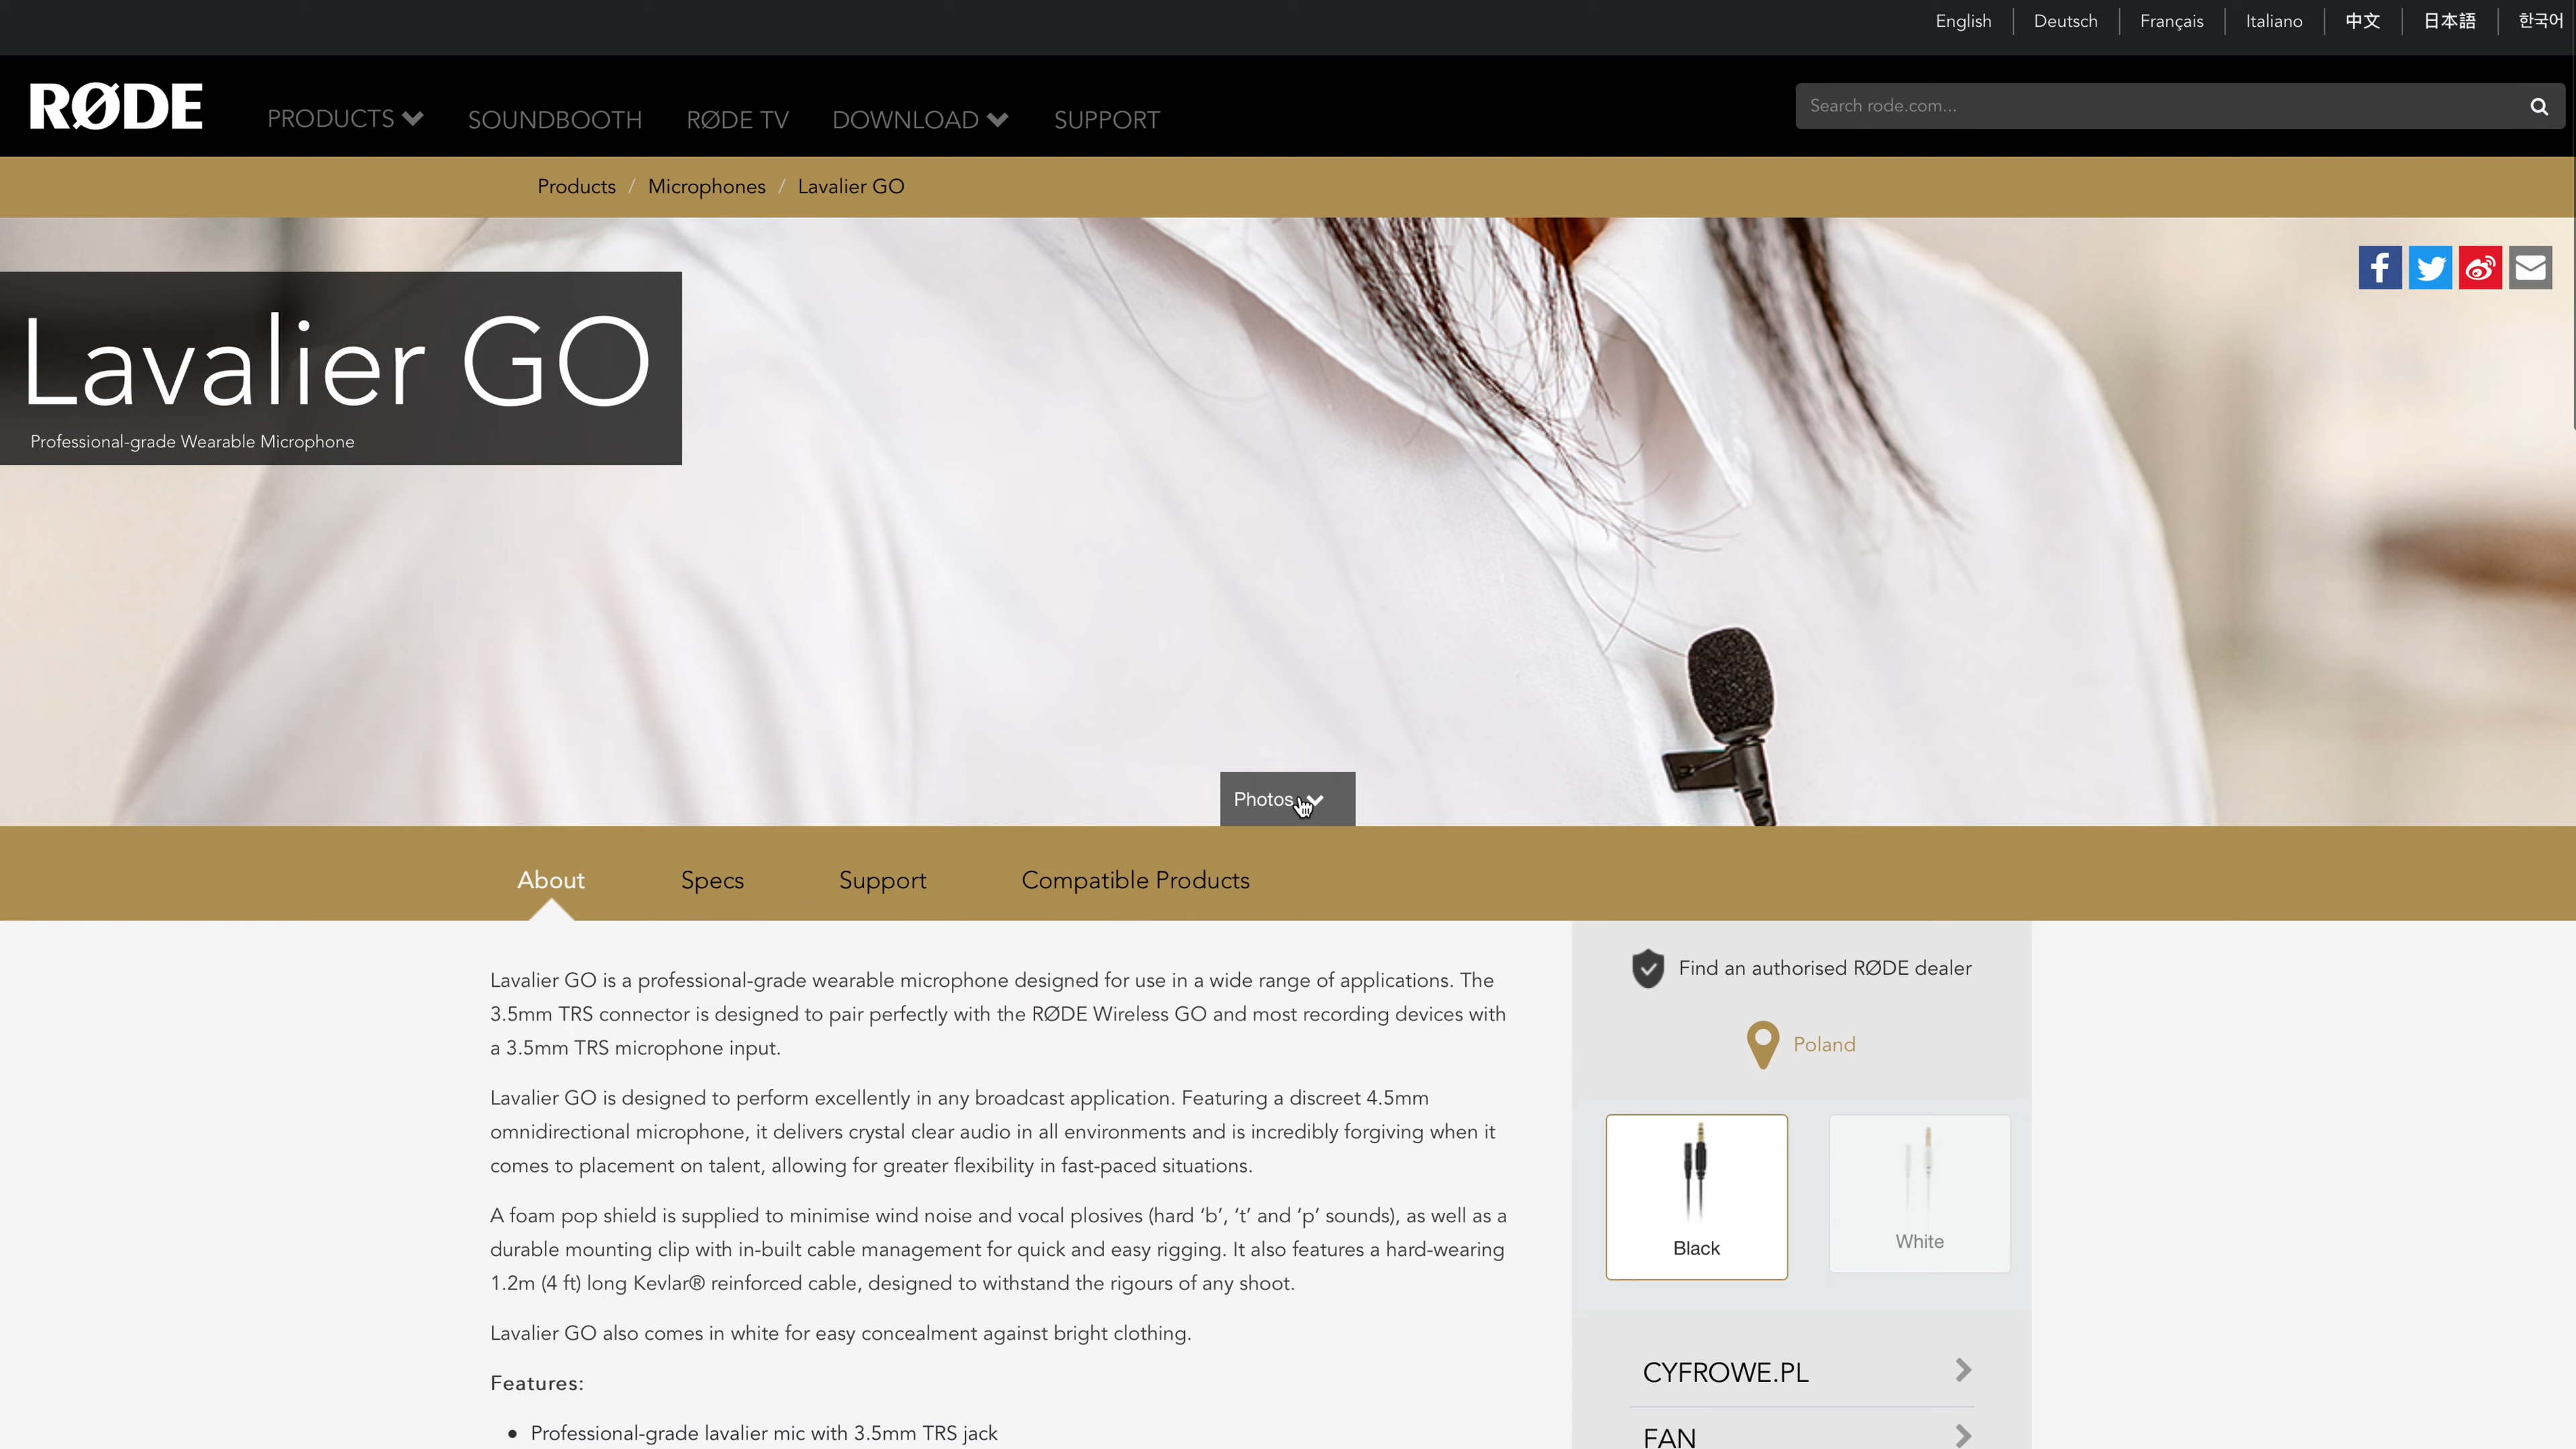 English
Deutsch
Français
Italiano
中文
日本語
한국어
RØDE
PRODUCTS
SOUNDBOOTH
RØDE TV
DOWNLOAD
SUPPORT
Search rode.com...
Products / Microphones / Lavalier GO
Lavalier GO
Professional-grade Wearable Microphone
Photos
About
Specs
Support
Compatible Products
Lavalier GO is a professional-grade wearable microphone designed for use in a wide range of applications. The
3.5mm TRS connector is designed to pair perfectly with the RØDE Wireless GO and most recording devices with
a 3.5mm TRS microphone input.
Lavalier GO is designed to perform excellently in any broadcast application. Featuring a discreet 4.5mm
omnidirectional microphone, it delivers crystal clear audio in all environments and is incredibly forgiving when it
comes to placement on talent, allowing for greater flexibility in fast-paced situations.
A foam pop shield is supplied to minimise wind noise and vocal plosives (hard ‘b’, ‘t’ and ‘p’ sounds), as well as a
durable mounting clip with in-built cable management for quick and easy rigging. It also features a hard-wearing
1.2m (4 ft) long Kevlar® reinforced cable, designed to withstand the rigours of any shoot.
Lavalier GO also comes in white for easy concealment against bright clothing.
Features:
• Professional-grade lavalier mic with 3.5mm TRS jack
Find an authorised RØDE dealer
Poland
Black
White
CYFROWE.PL
FAN